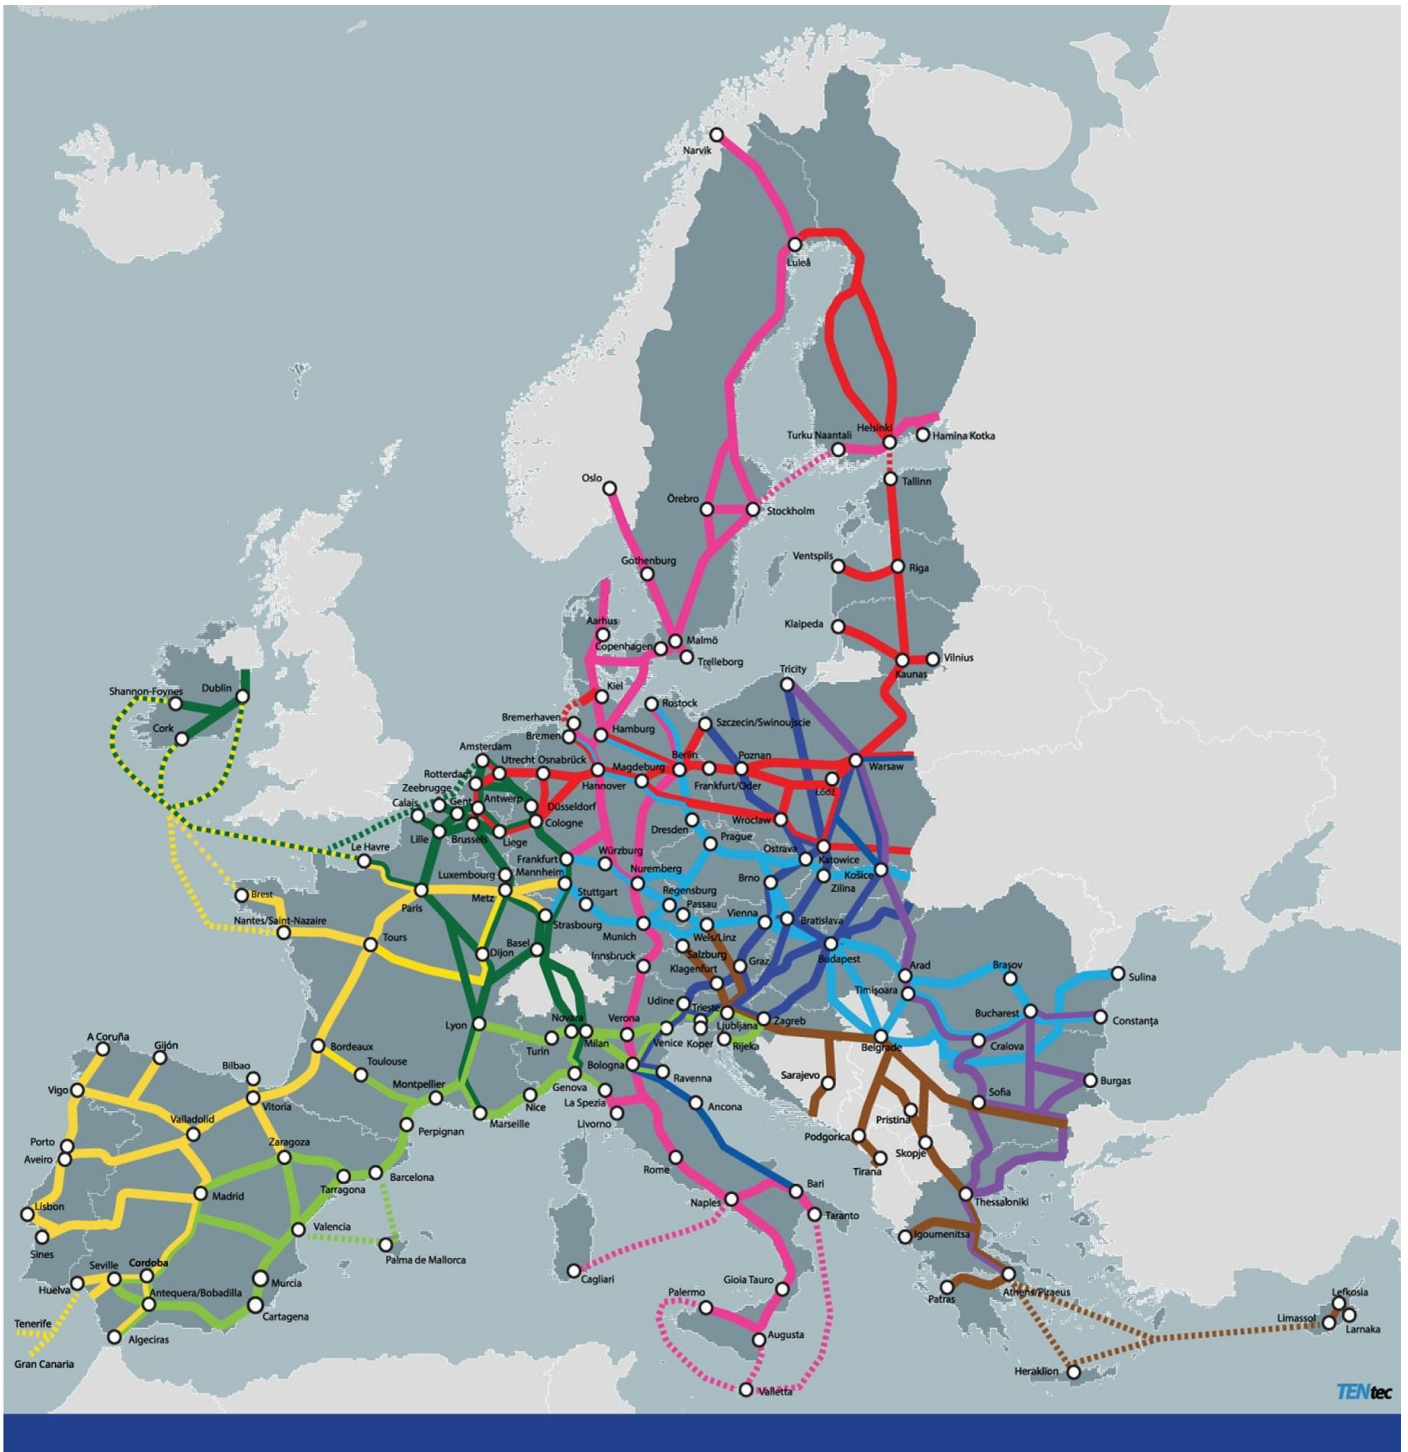 Narvik
Luleå
Helsinki
Turku Naantali
Hamina Kotka
Tallinn
Oslo
Örebro
Stockholm
Ventspils
Riga
Gothenburg
Klaipeda
Aarhus
Copenhagen
Malmö
Trelleborg
Vilnius
Kaunas
Tricity
Shannon-Foynes
Dublin
Cork
Kiel
Rostock
Bremerhaven
Szczecin/Swinoujscie
Bremen
Hamburg
Amsterdam
Utrecht
Osnabrück
Berlin
Poznan
Warsaw
Rotterdam
Magdeburg
Hannover
Frankfurt/Oder
Łódz
Zeebrugge
Calais
Gent
Antwerp
Düsseldorf
Cologne
Wroclaw
Lille
Brussels
Liege
Dresden
Prague
Le Havre
Frankfurt
Würzburg
Ostrava
Katowice
Luxembourg
Mannheim
Nuremberg
Brno
Košice
Zilina
Brest
Paris
Metz
Stuttgart
Regensburg
Passau
Nantes/Saint-Nazaire
Strasbourg
Vienna
Bratislava
Tours
Munich
Wels/Linz
Basel
Dijon
Innsbruck
Salzburg
Graz
Budapest
Klagenfurt
Arad
Braşov
Sulina
Timişoara
Udine
Trieste
Ljubljana
Zagreb
Bucharest
Constanţa
Lyon
Novara
Milan
Verona
Turin
Venice
Koper
Rijeka
Belgrade
Craiova
A Coruña
Gijón
Bordeaux
Toulouse
Bilbao
Bologna
Ravenna
Sarajevo
Burgas
Vigo
Vitoria
Montpellier
Genova
La Spezia
Nice
Livorno
Marseille
Ancona
Sofia
Valladolid
Perpignan
Pristina
Porto
Aveiro
Zaragoza
Podgorica
Skopje
Tirana
Rome
Barcelona
Tarragona
Madrid
Bari
Naples
Taranto
Thessaloniki
Lisbon
Sines
Valencia
Igoumenitsa
Palma de Mallorca
Cordoba
Seville
Huelva
Murcia
Antequera/Bobadilla
Cartagena
Cagliari
Gioia Tauro
Palermo
Patras
Athens/Piraeus
Lefkosia
Limassol
Larnaka
Tenerife
Algeciras
Augusta
Gran Canaria
Heraklion
Valletta
TENtec